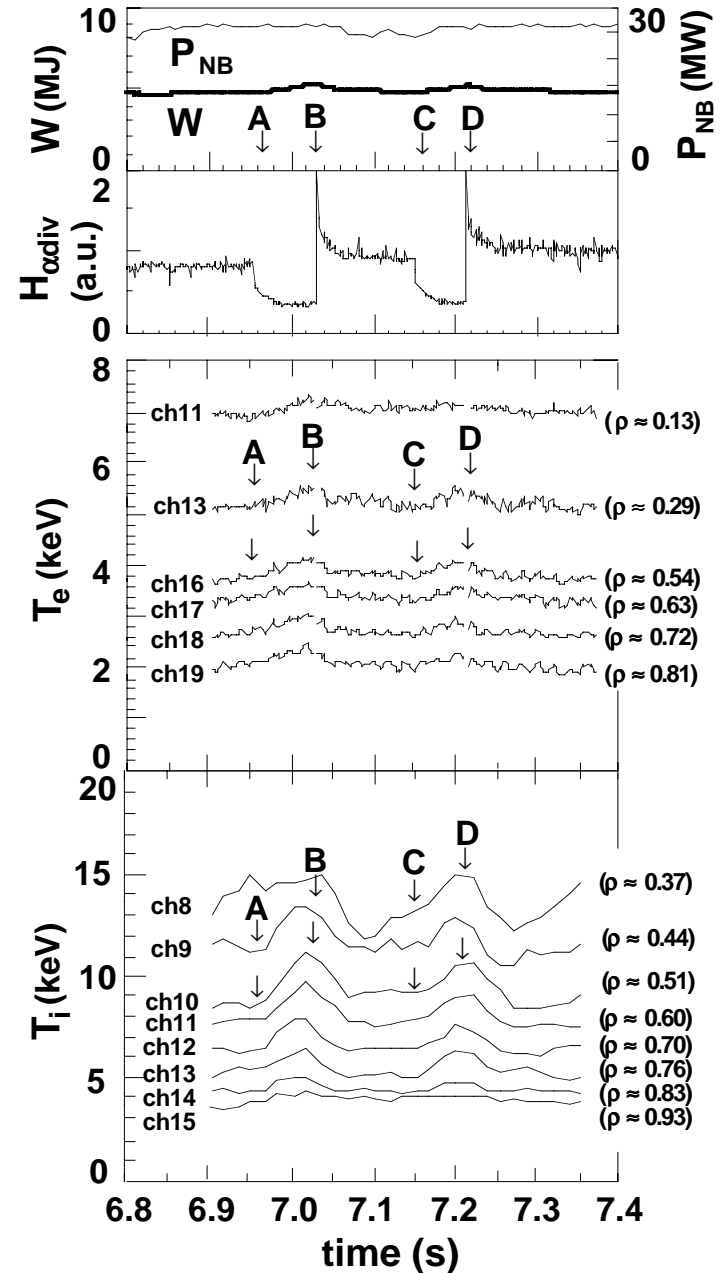 10
30
P_NB
W (MJ)
P_NB (MW)
W
A
B
C
D
0
0
2
H_αdiv
(a.u.)
0
8
ch11
(ρ ≈ 0.13)
A
B
C
D
6
ch13
(ρ ≈ 0.29)
T_e (keV)
4
ch16
(ρ ≈ 0.54)
ch17
(ρ ≈ 0.63)
ch18
(ρ ≈ 0.72)
2
ch19
(ρ ≈ 0.81)
0
20
15
A
B
C
D
ch8
(ρ ≈ 0.37)
ch9
(ρ ≈ 0.44)
T_i (keV)
10
ch10
(ρ ≈ 0.51)
ch11
(ρ ≈ 0.60)
ch12
(ρ ≈ 0.70)
5
ch13
(ρ ≈ 0.76)
ch14
(ρ ≈ 0.83)
ch15
(ρ ≈ 0.93)
0
6.8 6.9 7.0 7.1 7.2 7.3 7.4
time (s)